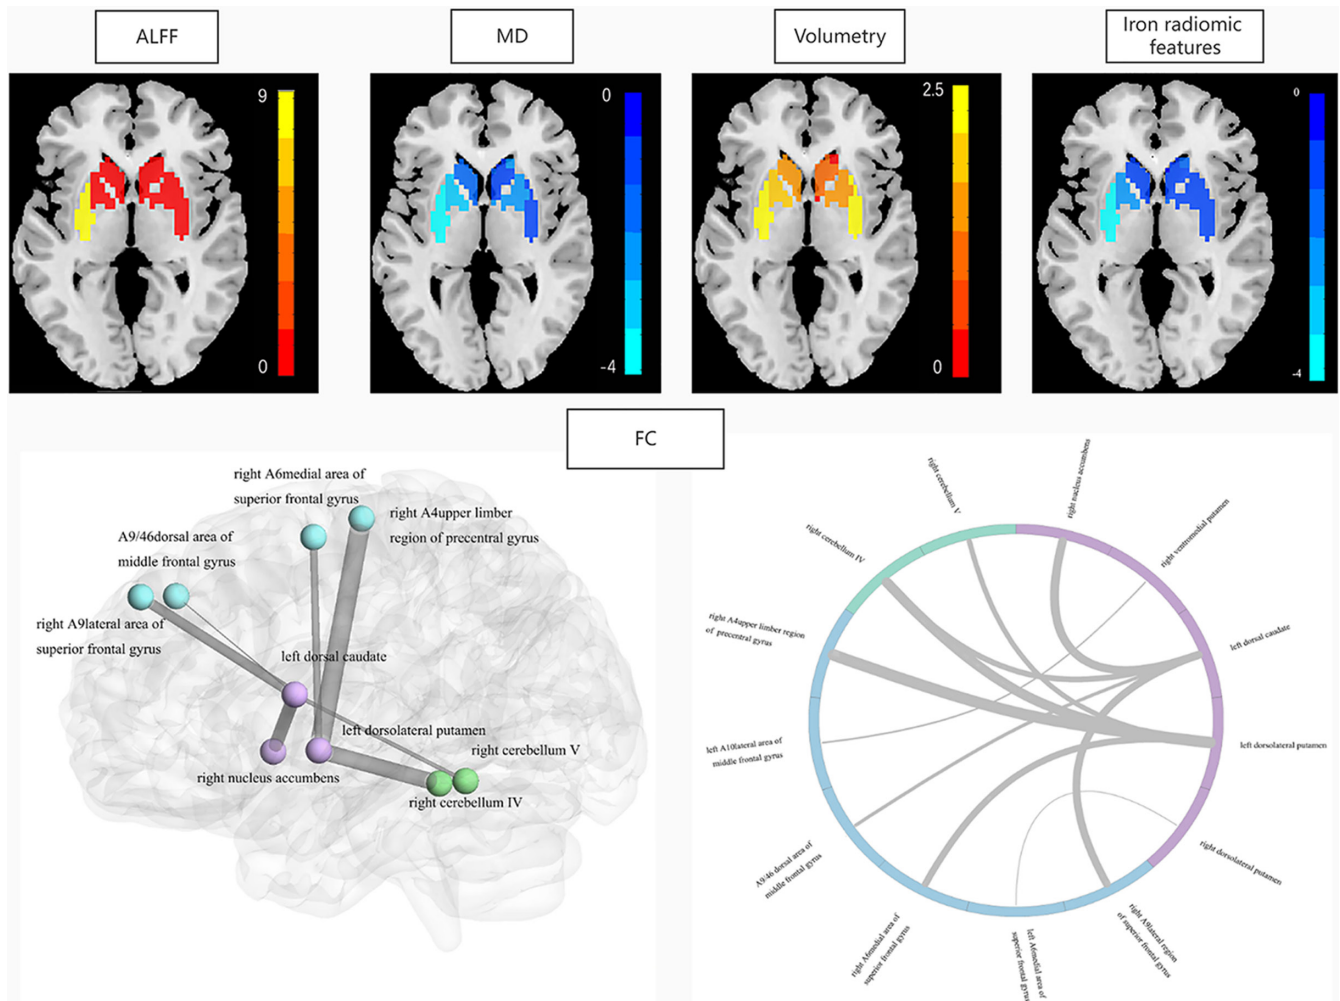 ALFF
MD
Volumetry
Iron radiomic
features
9
0
0
-4
2.5
0
0
-4
FC
right A6medial area of
superior frontal gyrus
right A4upper limber
region of precentral gyrus
A9/46dorsal area of
middle frontal gyrus
right A9lateral area of
superior frontal gyrus
left dorsal caudate
left dorsolateral putamen
right cerebellum V
right nucleus accumbens
right cerebellum IV
right cerebellum V
right nucleus accumbens
right ventromedial putamen
right cerebellum IV
left dorsal caudate
right A4upper limber region
of precentral gyrus
left dorsolateral putamen
left A10lateral area of
middle frontal gyrus
right dorsolateral putamen
A9/46 dorsal area of
middle frontal gyrus
right A6medial area of
superior frontal gyrus
left A6medial area of
superior frontal gyrus
right A9lateral region
of superior frontal gyrus